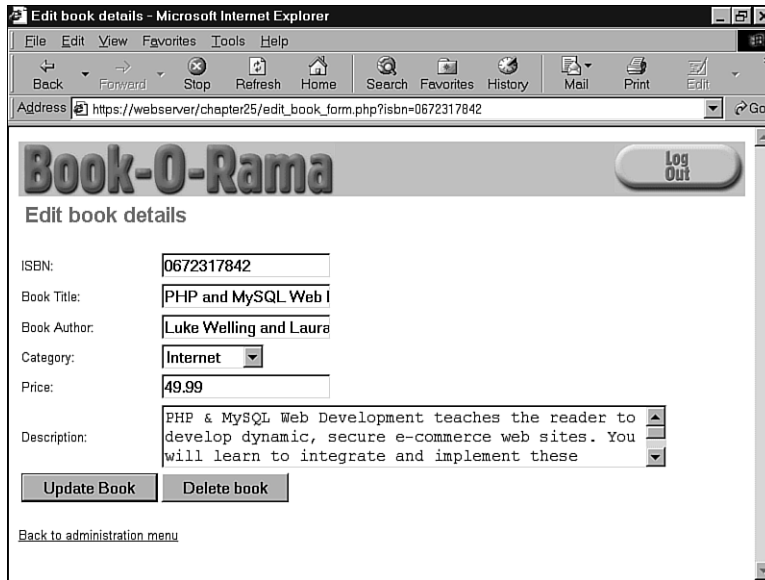 Edit book details - Microsoft Internet Explorer
File Edit View Favorites Tools Help
Back Forward Stop Refresh Home Search Favorites History Mail Print Edit
Address https://webserver/chapter25/edit_book_form.php?isbn=0672317842 Go
Book-O-Rama
Log
Out
Edit book details
ISBN: 0672317842
Book Title: PHP and MySQL Web
Book Author: Luke Welling and Laura
Category: Internet
Price: 49.99
Description:
PHP & MySQL Web Development teaches the reader to
develop dynamic, secure e-commerce web sites. You
will learn to integrate and implement these
Update Book Delete book
Back to administration menu